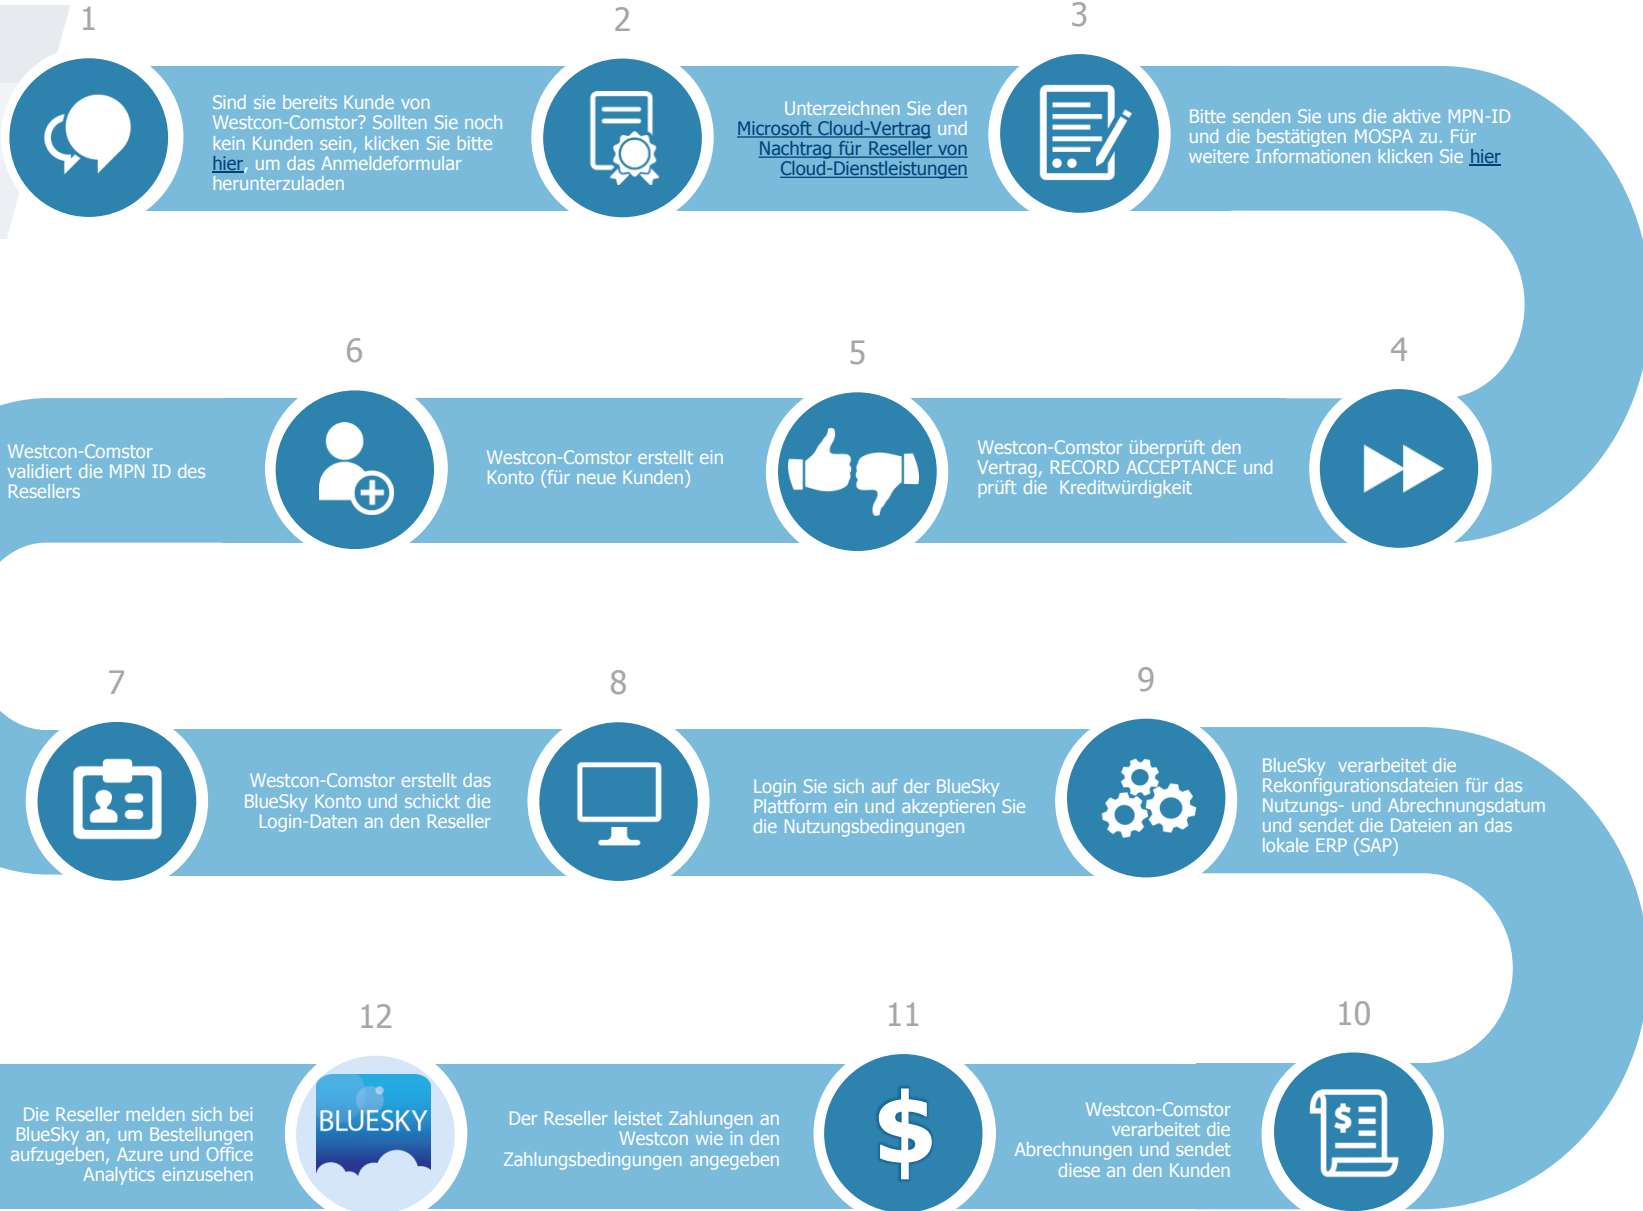 1
Sind sie bereits Kunde von
Westcon-Comstor? Sollten Sie noch
kein Kunden sein, klicken Sie bitte
hier, um das Anmeldeformular
herunterzuladen
2
Unterzeichnen Sie den
Microsoft Cloud-Vertrag und
Nachtrag für Reseller von
Cloud-Dienstleistungen
3
Bitte senden Sie uns die aktive MPN-ID
und die bestätigten MOSPA zu. Für
weitere Informationen klicken Sie hier
4
Westcon-Comstor überprüft den
Vertrag, RECORD ACCEPTANCE und
prüft die  Kreditwürdigkeit
5
Westcon-Comstor erstellt ein
Konto (für neue Kunden)
6
Westcon-Comstor
validiert die MPN ID des
Resellers
7
Westcon-Comstor erstellt das
BlueSky Konto und schickt die
Login-Daten an den Reseller
8
Login Sie sich auf der BlueSky
Plattform ein und akzeptieren Sie
die Nutzungsbedingungen
9
BlueSky  verarbeitet die
Rekonfigurationsdateien für das
Nutzungs- und Abrechnungsdatum
und sendet die Dateien an das
lokale ERP (SAP)
10
$
Westcon-Comstor
verarbeitet die
Abrechnungen und sendet
diese an den Kunden
11
$
Der Reseller leistet Zahlungen an
Westcon wie in den
Zahlungsbedingungen angegeben
12
BLUESKY
Die Reseller melden sich bei
BlueSky an, um Bestellungen
aufzugeben, Azure und Office
Analytics einzusehen